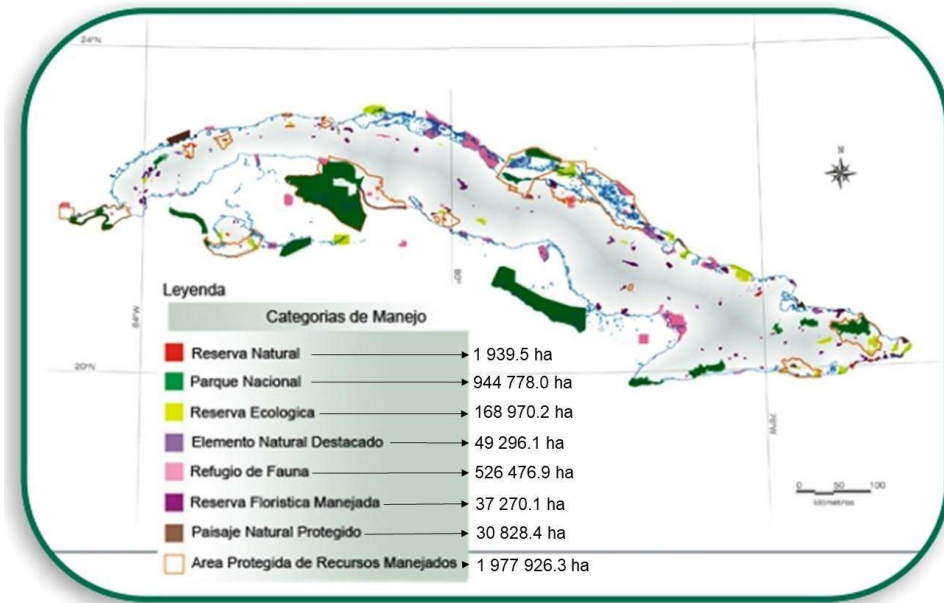 24°N
N
80°
84°W
20°N
76°W
Leyenda
Categorias de Manejo
Reserva Natural 1 939.5 ha
Parque Nacional 944 778.0 ha
Reserva Ecologica 168 970.2 ha
Elemento Natural Destacado 49 296.1 ha
Refugio de Fauna 526 476.9 ha
Reserva Floristica Manejada 37 270.1 ha
Paisaje Natural Protegido 30 828.4 ha
Area Protegida de Recursos Manejados 1 977 926.3 ha
0 50 100
kilómetros